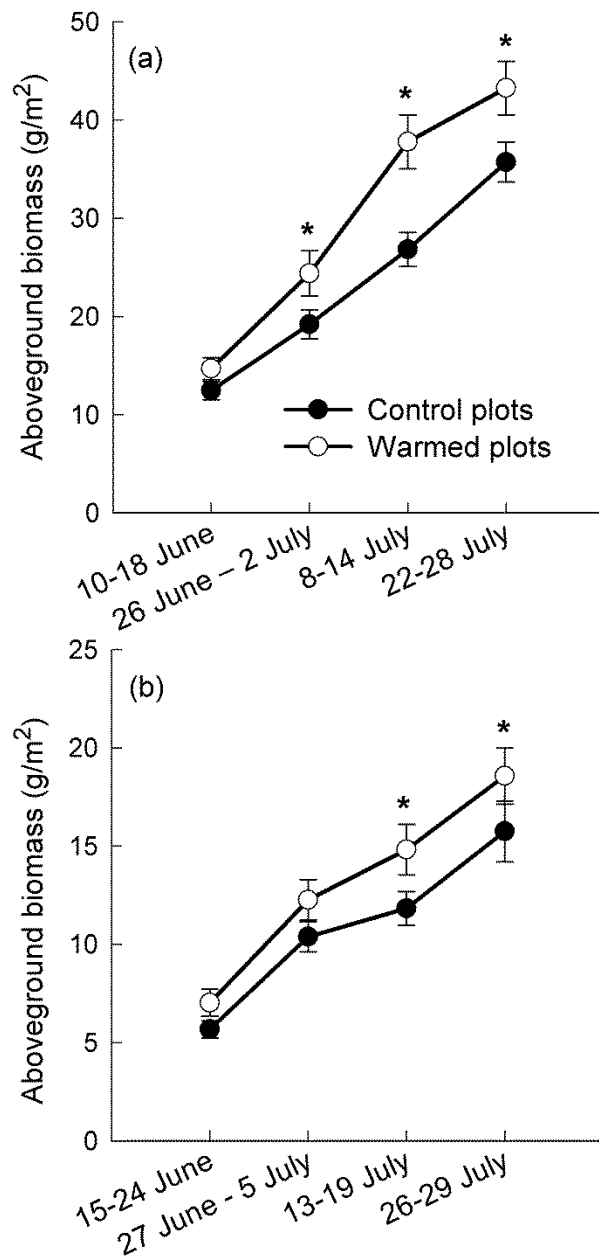 (a)
Aboveground biomass (g/m²)
50
40
30
20
10
0
*
*
*
Control plots
Warmed plots
10-18 June
26 June – 2 July
8-14 July
22-28 July
(b)
Aboveground biomass (g/m²)
25
20
15
10
5
0
*
*
15-24 June
27 June - 5 July
13-19 July
26-29 July